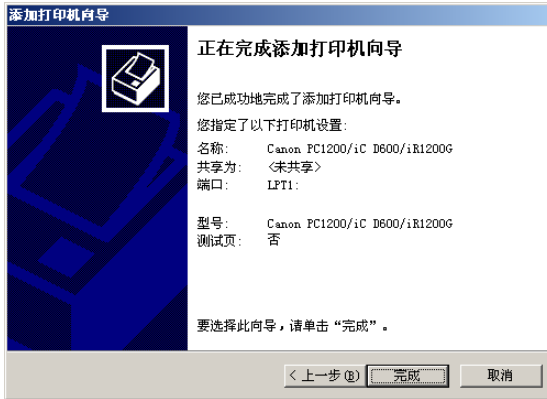 添加打印机向导
正在完成添加打印机向导
您已成功地完成了添加打印机向导。
您指定了以下打印机设置:
名称: Canon PC1200/iC D600/iR1200G
共享为: <未共享>
端口: LPT1:
型号: Canon PC1200/iC D600/iR1200G
测试页: 否
要选择此向导，请单击“完成”。
< 上一步(B) 完成 取消